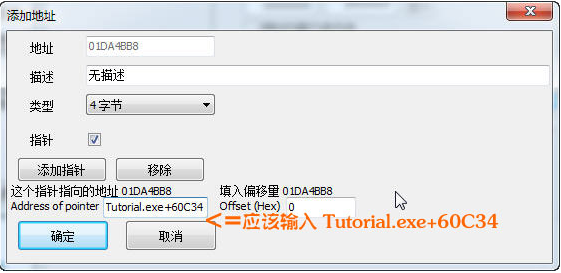 添加地址
地址 01DA4BB8
描述 无描述
类型 4 字节
指针
添加指针 移除
这个指针指向的地址 01DA4BB8 填入偏移量 01DA4BB8
Address of pointer Tutorial.exe+60C34 Offset (Hex) 0
<=应该输入 Tutorial.exe+60C34
确定 取消